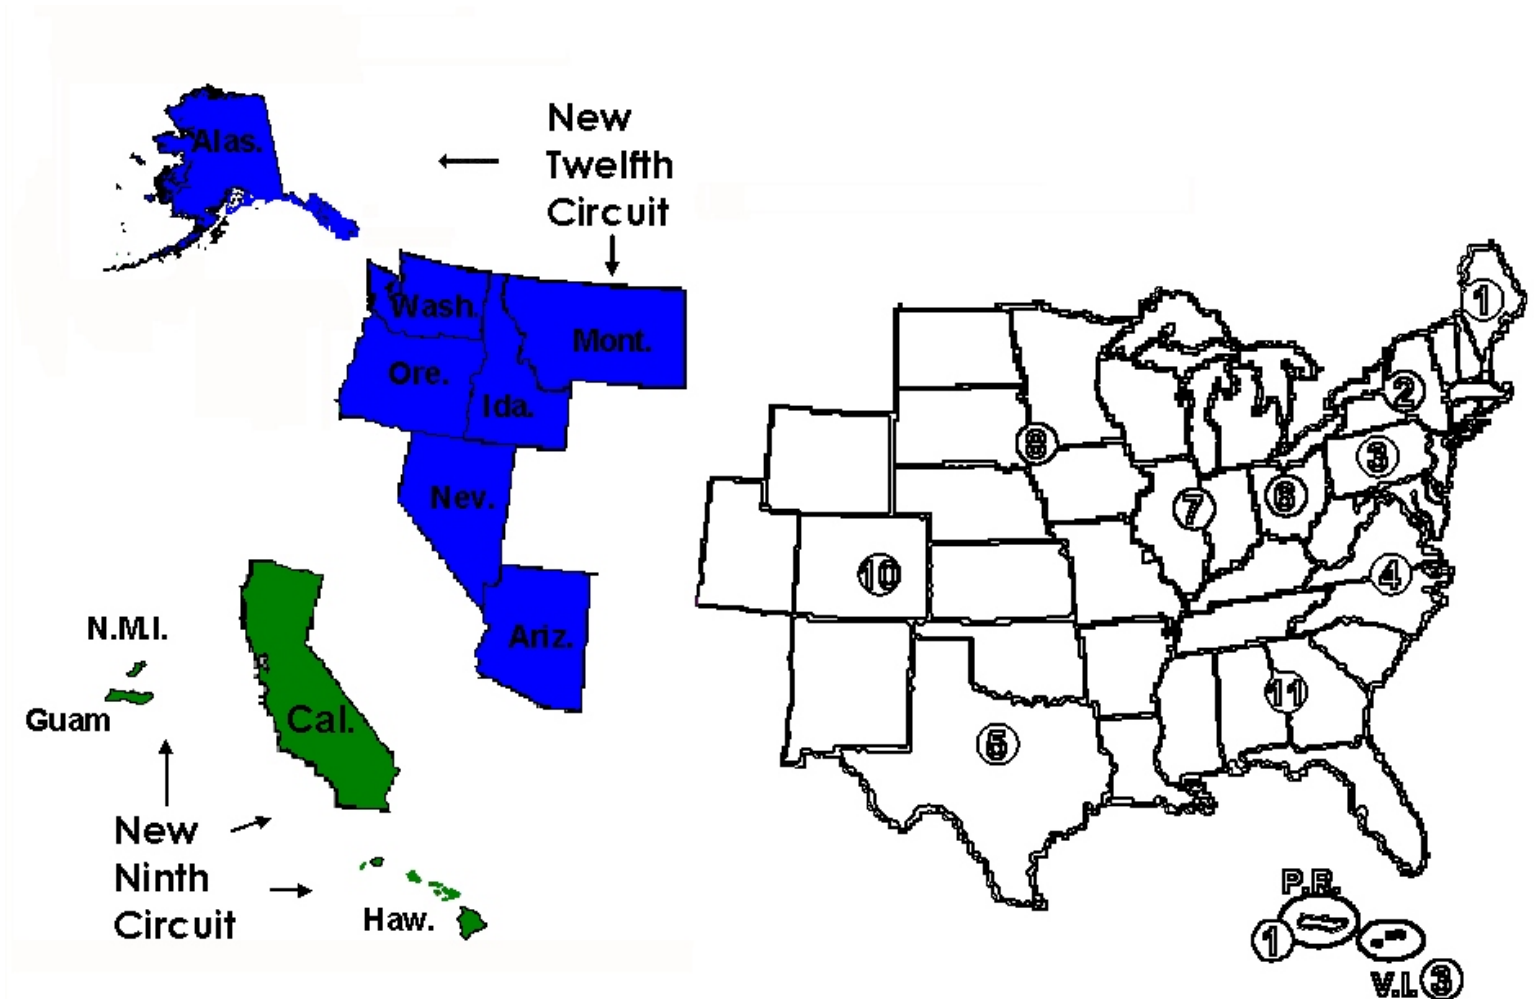 Alas.
New
Twelfth
Circuit
Wash.
Mont.
Ore.
Ida.
Nev.
Ariz.
N.M.I.
Guam
Cal.
New
Ninth
Circuit
Haw.
1
2
3
8
7
6
10
4
11
5
P.R.
1
V.I. 3